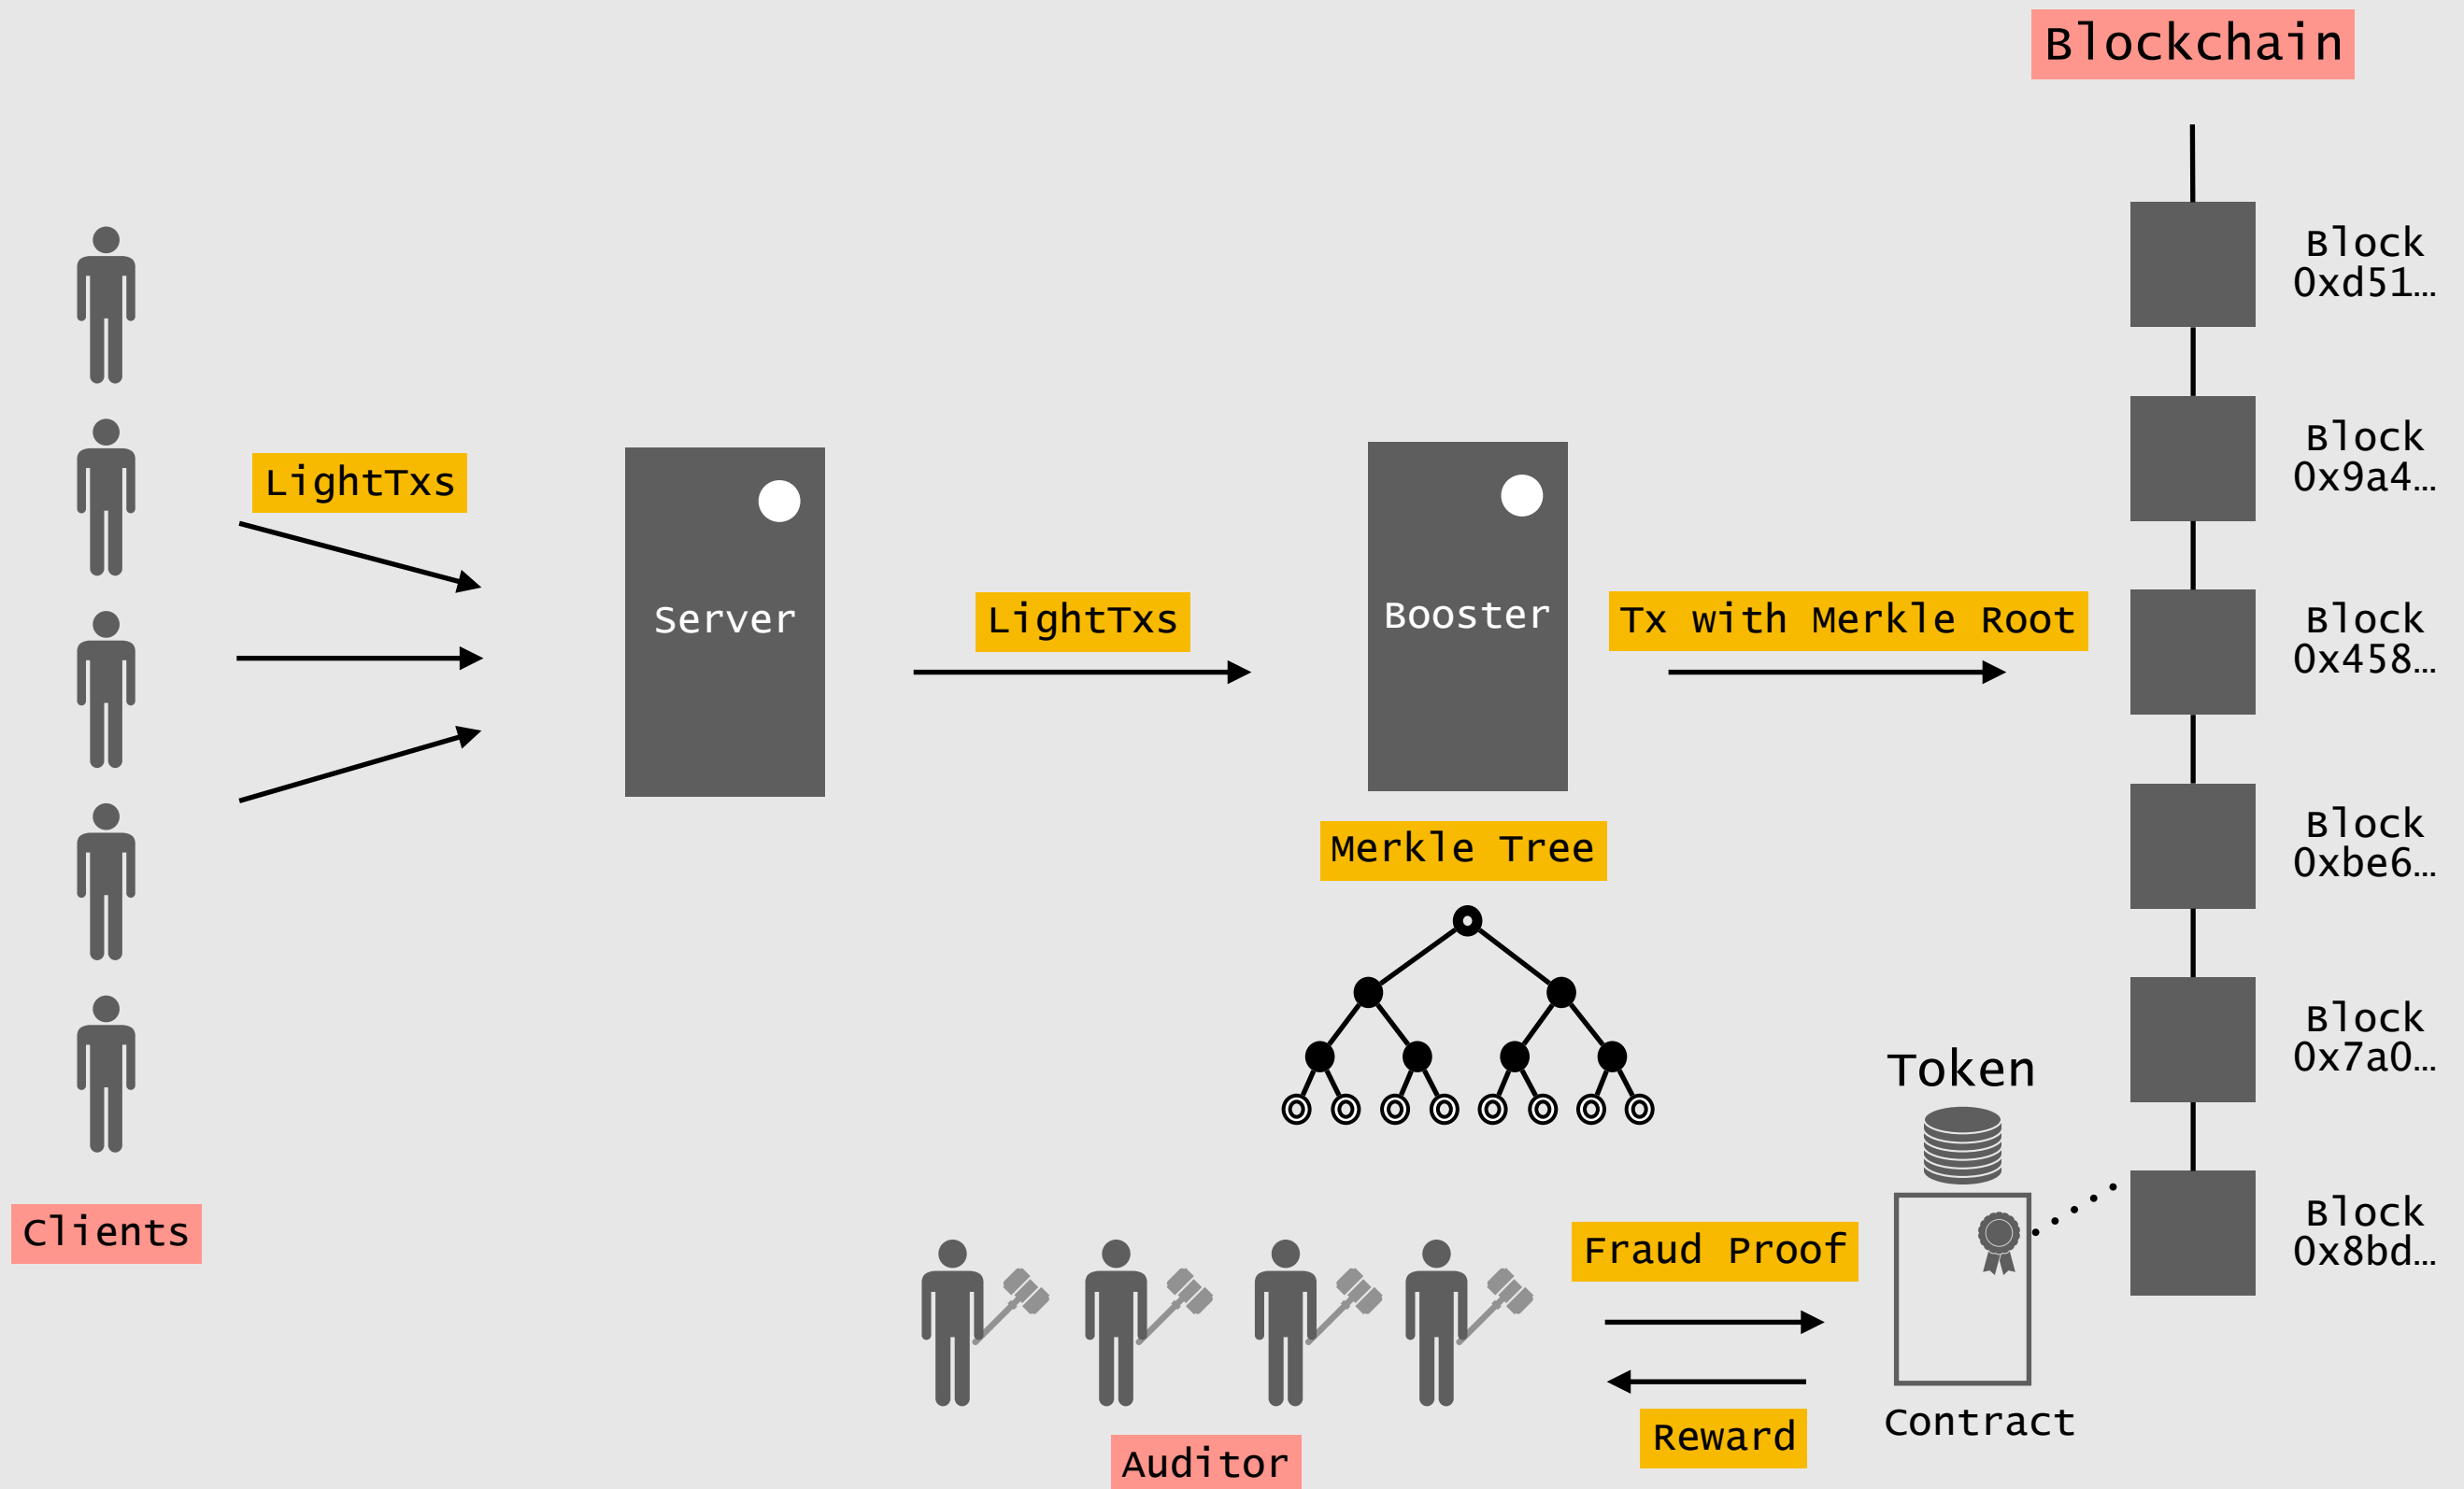 Blockchain
Block
0xd51…
Block
0x9a4…
LightTxs
Server
LightTxs
Booster
Tx with Merkle Root
Block
0x458…
Merkle Tree
Block
0xbe6…
Block
0x7a0…
Token
Clients
Fraud Proof
Block
0x8bd…
Contract
Reward
Auditor